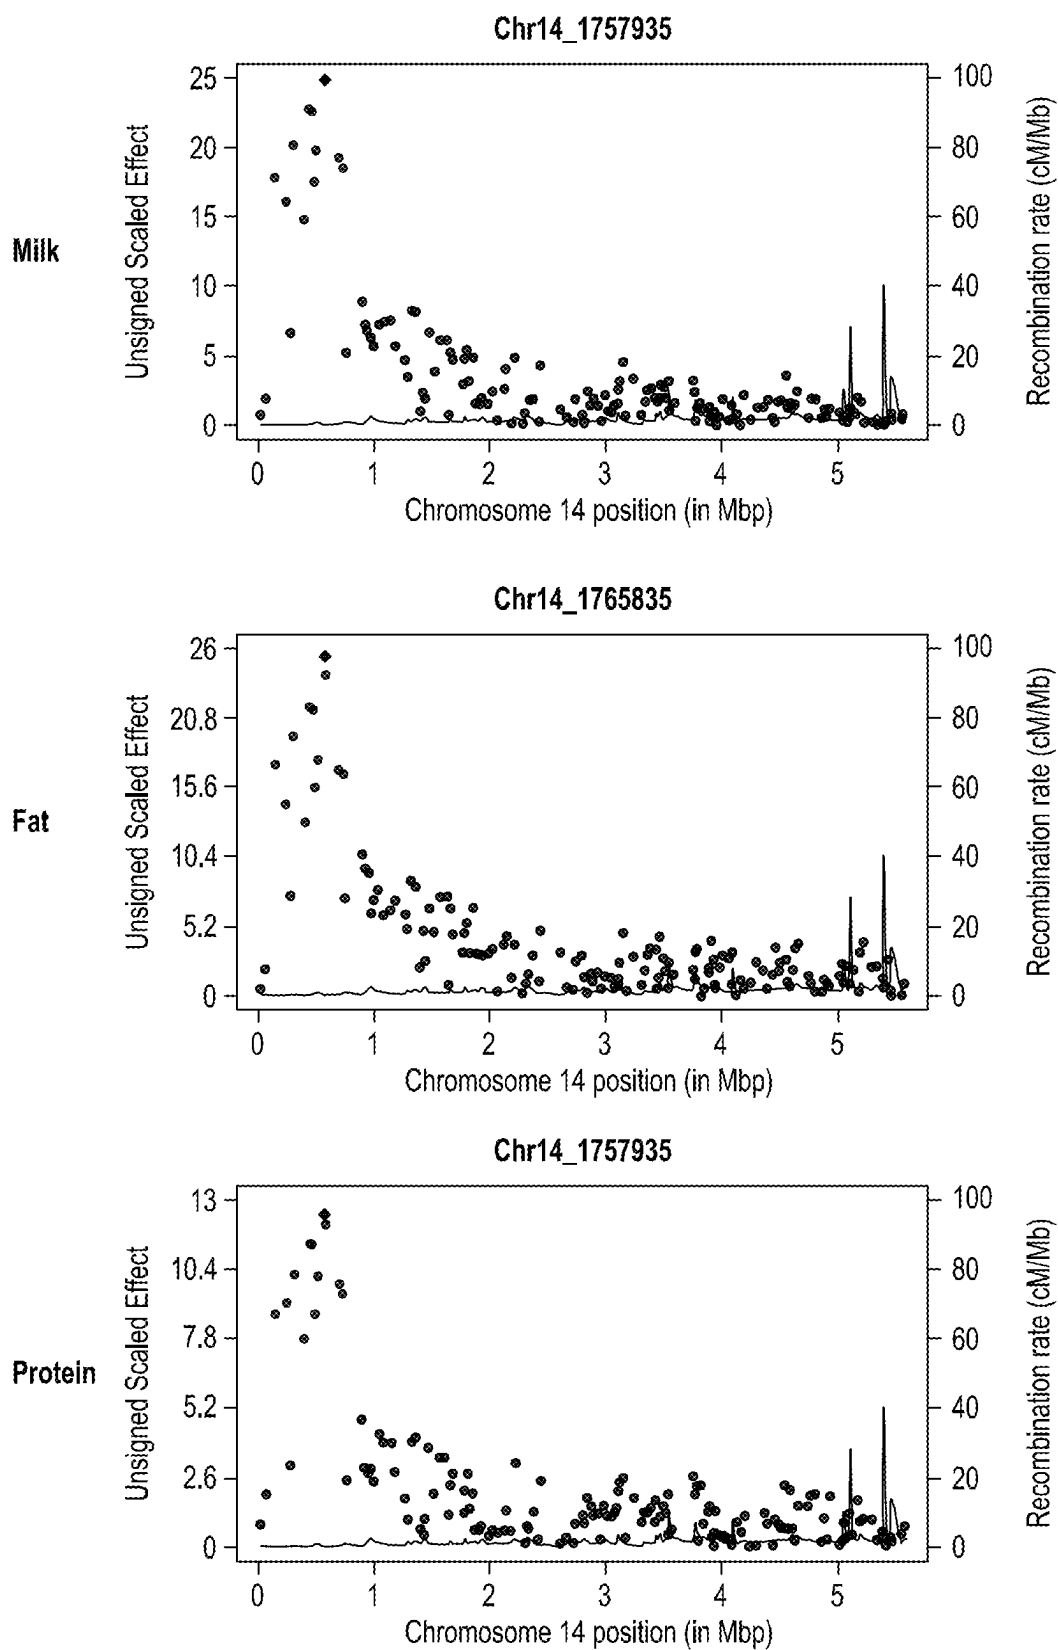 Chr14_1757935
Milk
Unsigned Scaled Effect
25
20
15
10
5
0
100
80
60
40
20
0
Recombination rate (cM/Mb)
0 1 2 3 4 5
Chromosome 14 position (in Mbp)
Chr14_1765835
Fat
Unsigned Scaled Effect
26
20.8
15.6
10.4
5.2
0
100
80
60
40
20
0
Recombination rate (cM/Mb)
0 1 2 3 4 5
Chromosome 14 position (in Mbp)
Chr14_1757935
Protein
Unsigned Scaled Effect
13
10.4
7.8
5.2
2.6
0
100
80
60
40
20
0
Recombination rate (cM/Mb)
0 1 2 3 4 5
Chromosome 14 position (in Mbp)